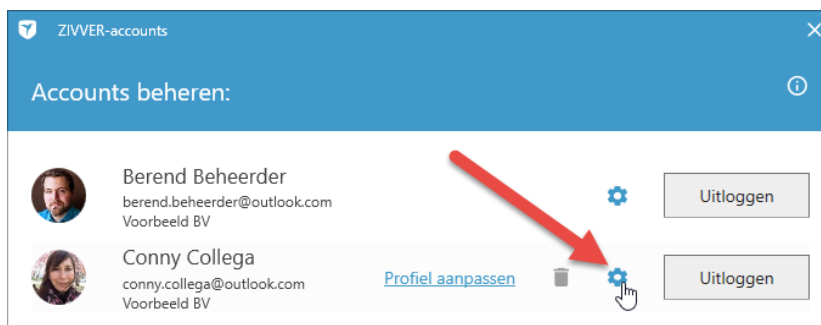 ZIVVER-accounts
Accounts beheren:
Berend Beheerder
berend.beheerder@outlook.com
Voorbeeld BV
Uitloggen
Conny Collega
conny.collega@outlook.com
Voorbeeld BV
Profiel aanpassen
Uitloggen